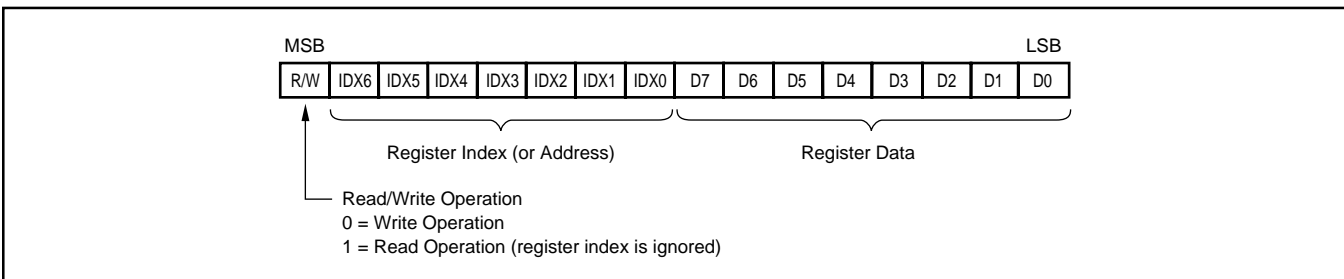 MSB LSB
R/W IDX6 IDX5 IDX4 IDX3 IDX2 IDX1 IDX0 D7 D6 D5 D4 D3 D2 D1 D0
Register Index (or Address) Register Data
Read/Write Operation
0 = Write Operation
1 = Read Operation (register index is ignored)